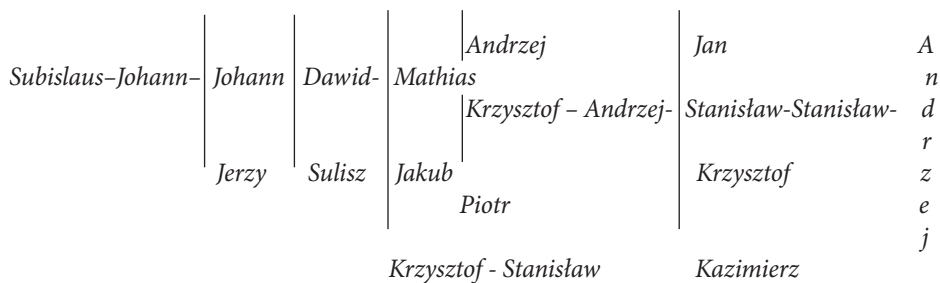 Andrzej Jan
Subislaus–Johann– Johann Dawid- Mathias
Krzysztof – Andrzej- Stanisław-Stanisław-
Jerzy Sulisz Jakub Krzysztof
Piotr
Krzysztof - Stanisław Kazimierz
A
n
d
r
z
e
j